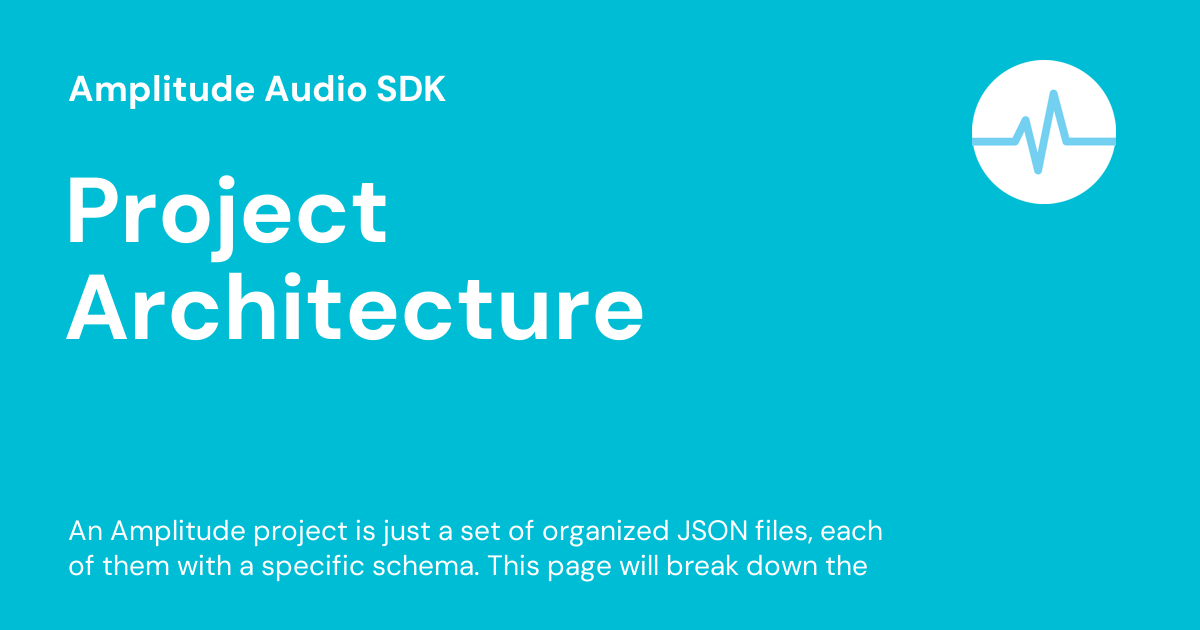 Amplitude Audio SDK
Project
Architecture
An Amplitude project is just a set of organized JSON files, each
of them with a specific schema. This page will break down the